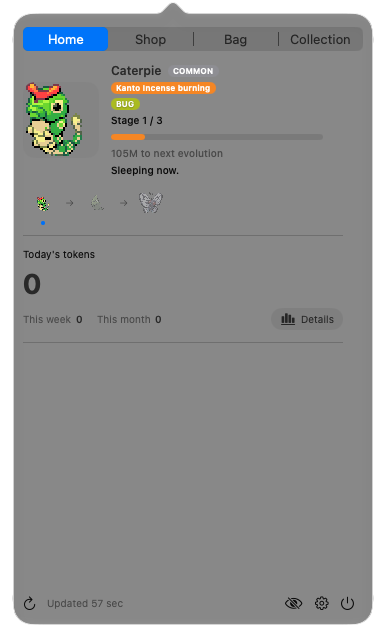 Home Shop Bag Collection
Caterpie COMMON
Kanto Incense burning
BUG
Stage 1 / 3
105M to next evolution
Sleeping now.
Today's tokens
0
This week 0 This month 0 Details
Updated 57 sec